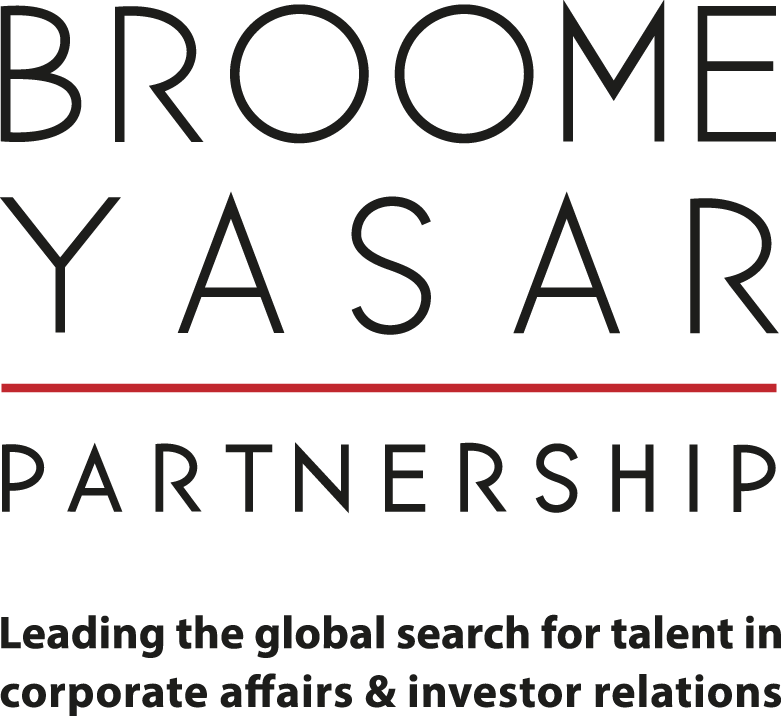 BROOME
YASAR
PARTNERSHIP
Leading the global search for talent in
corporate affairs & investor relations